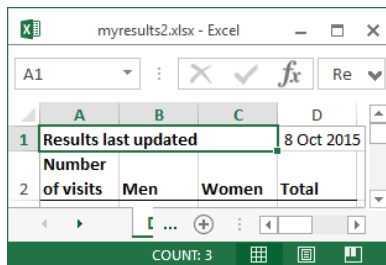 myresults2.xlsx - Excel
A1
fx
Re
A B C D
1 Results last updated 8 Oct 2015
Number
2 of visits Men Women Total
...
COUNT: 3